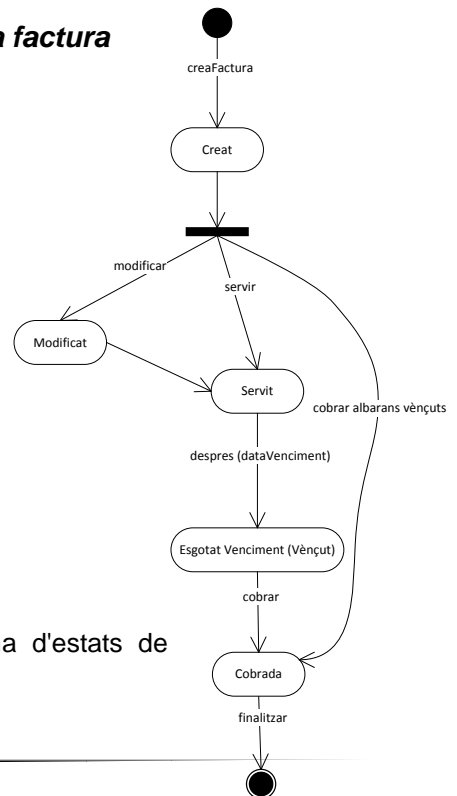 a factura
creaFactura
Creat
modificar
servir
Modificat
Servit
cobrar albarans vènçuts
despres (dataVenciment)
Esgotat Venciment (Vènçut)
cobrar
a d'estats de
Cobrada
finalitzar